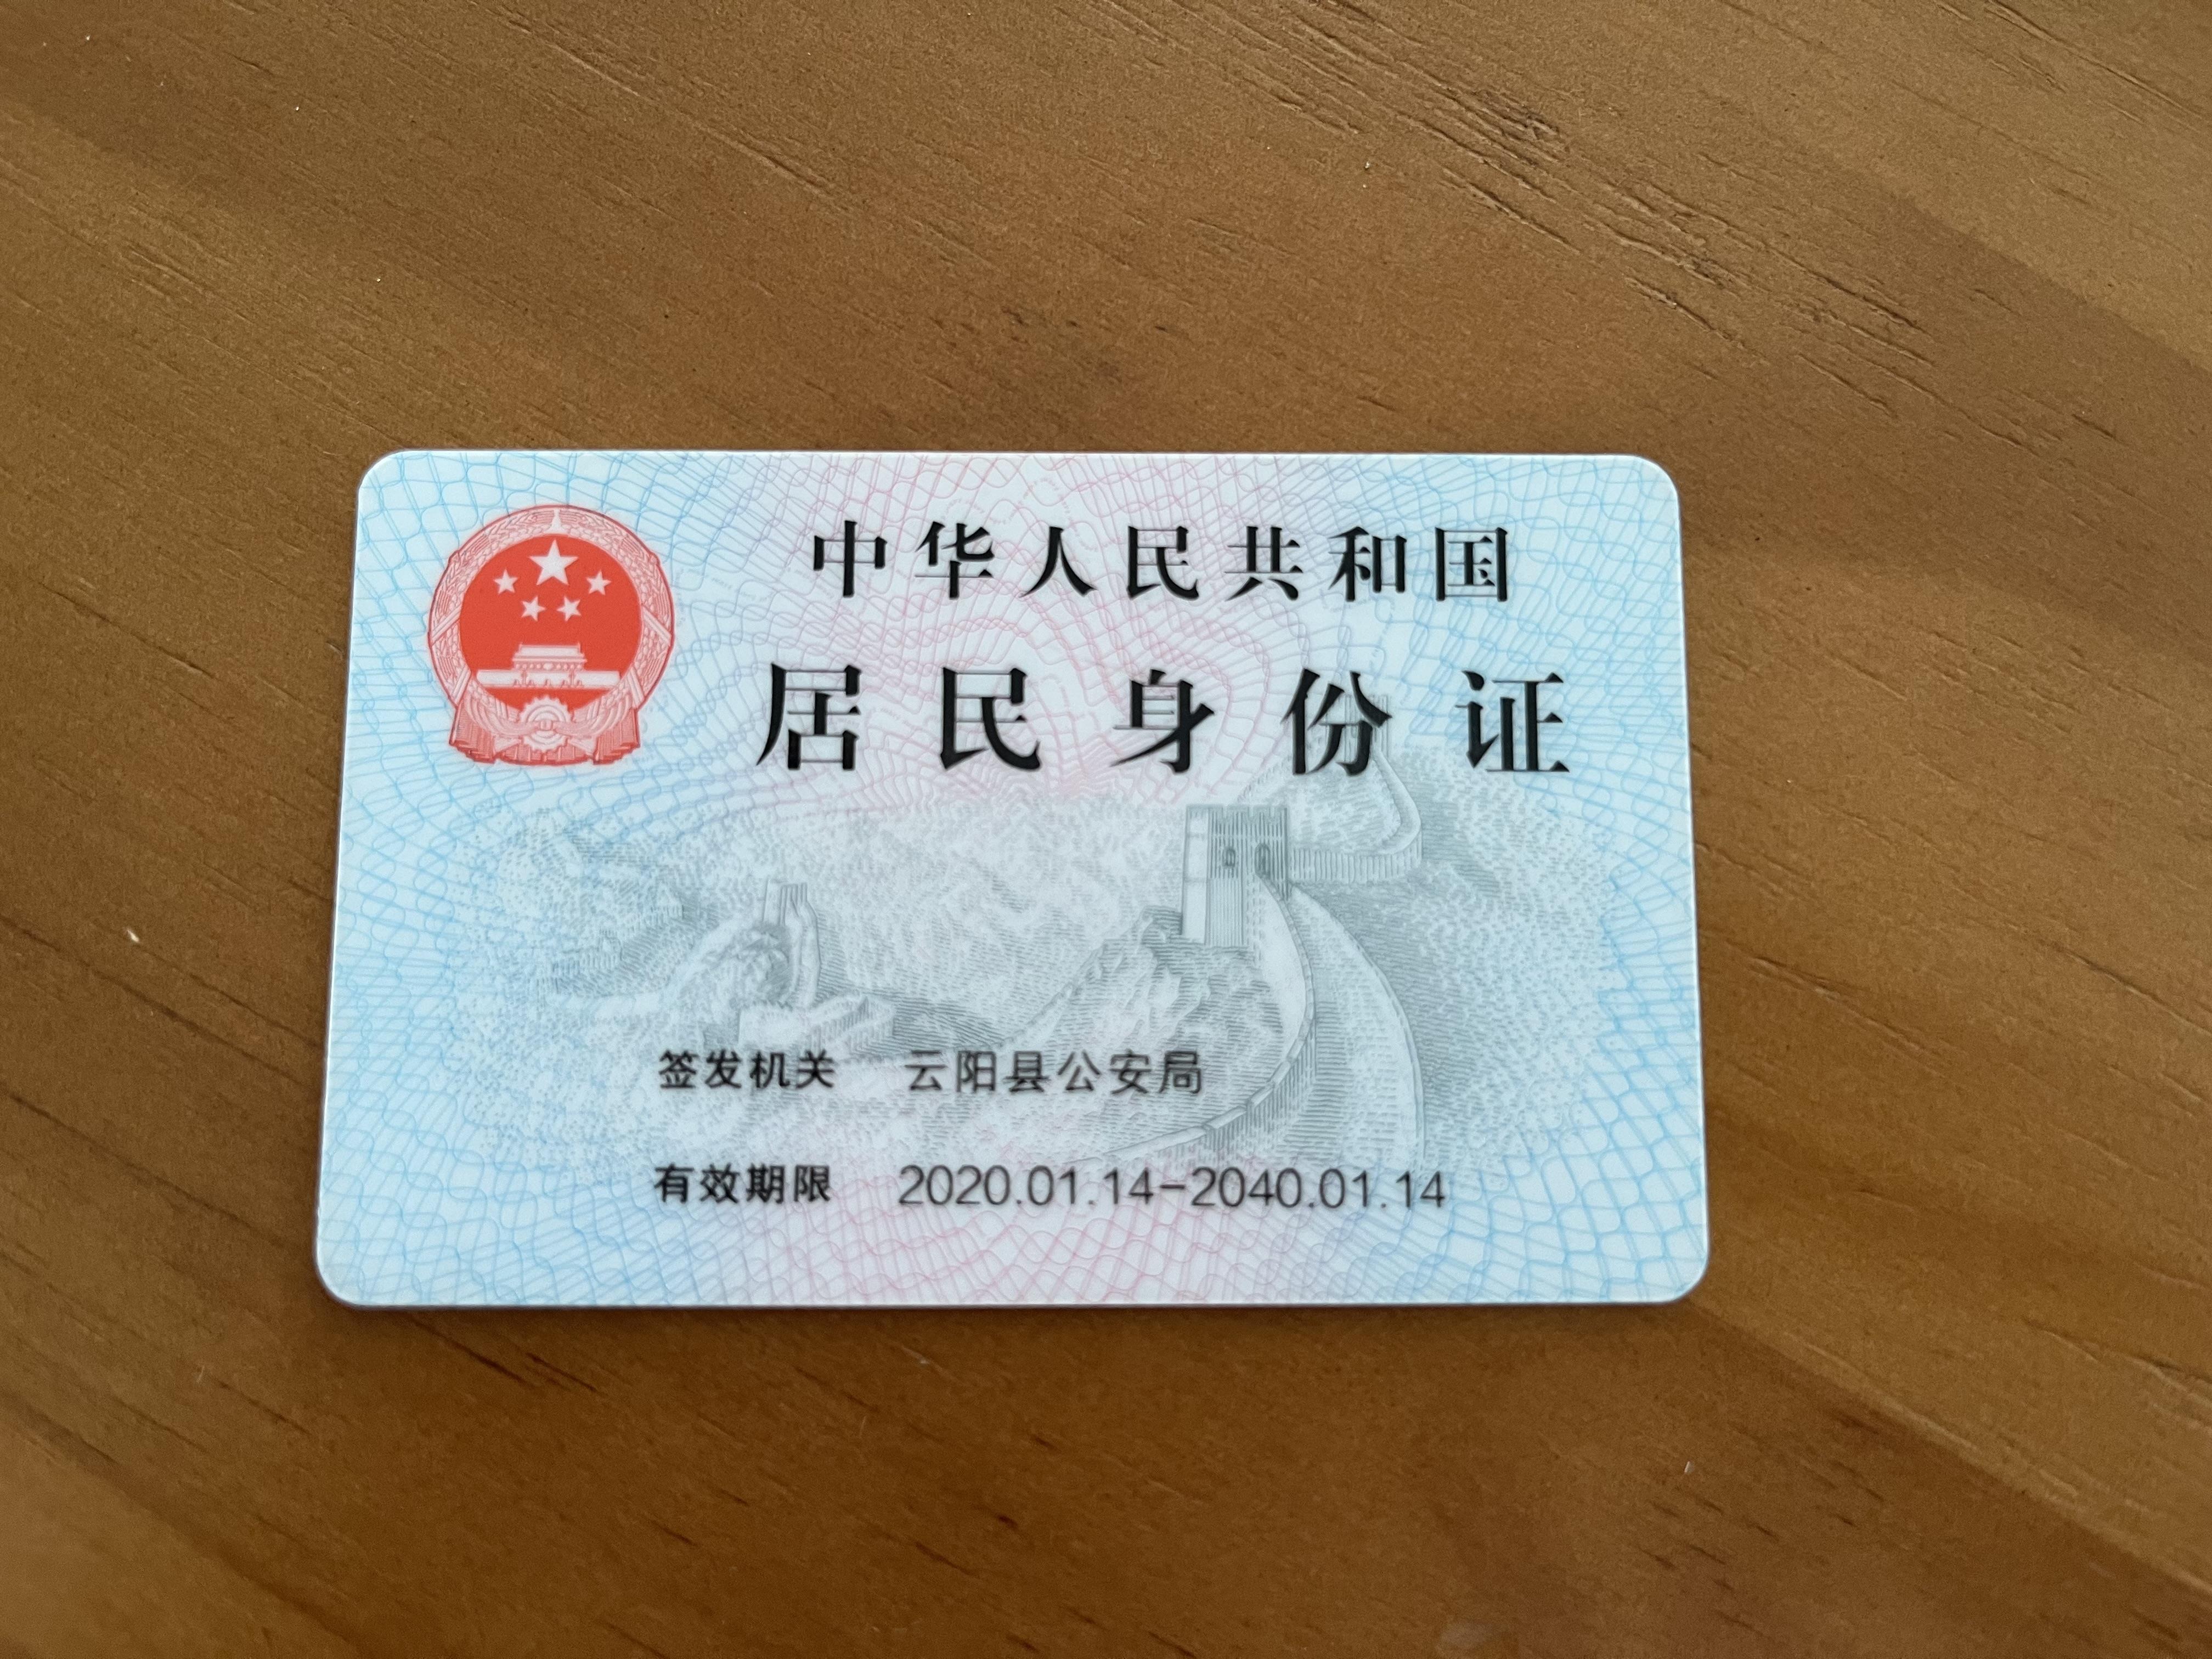 中华人民共和国
居民身份证
签发机关 云阳县公安局
有效期限 2020.01.14-2040.01.14